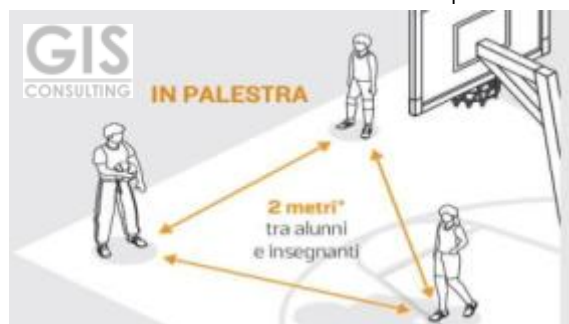 GIS
CONSULTING
IN PALESTRA
2 metri*
tra alunni
e insegnanti